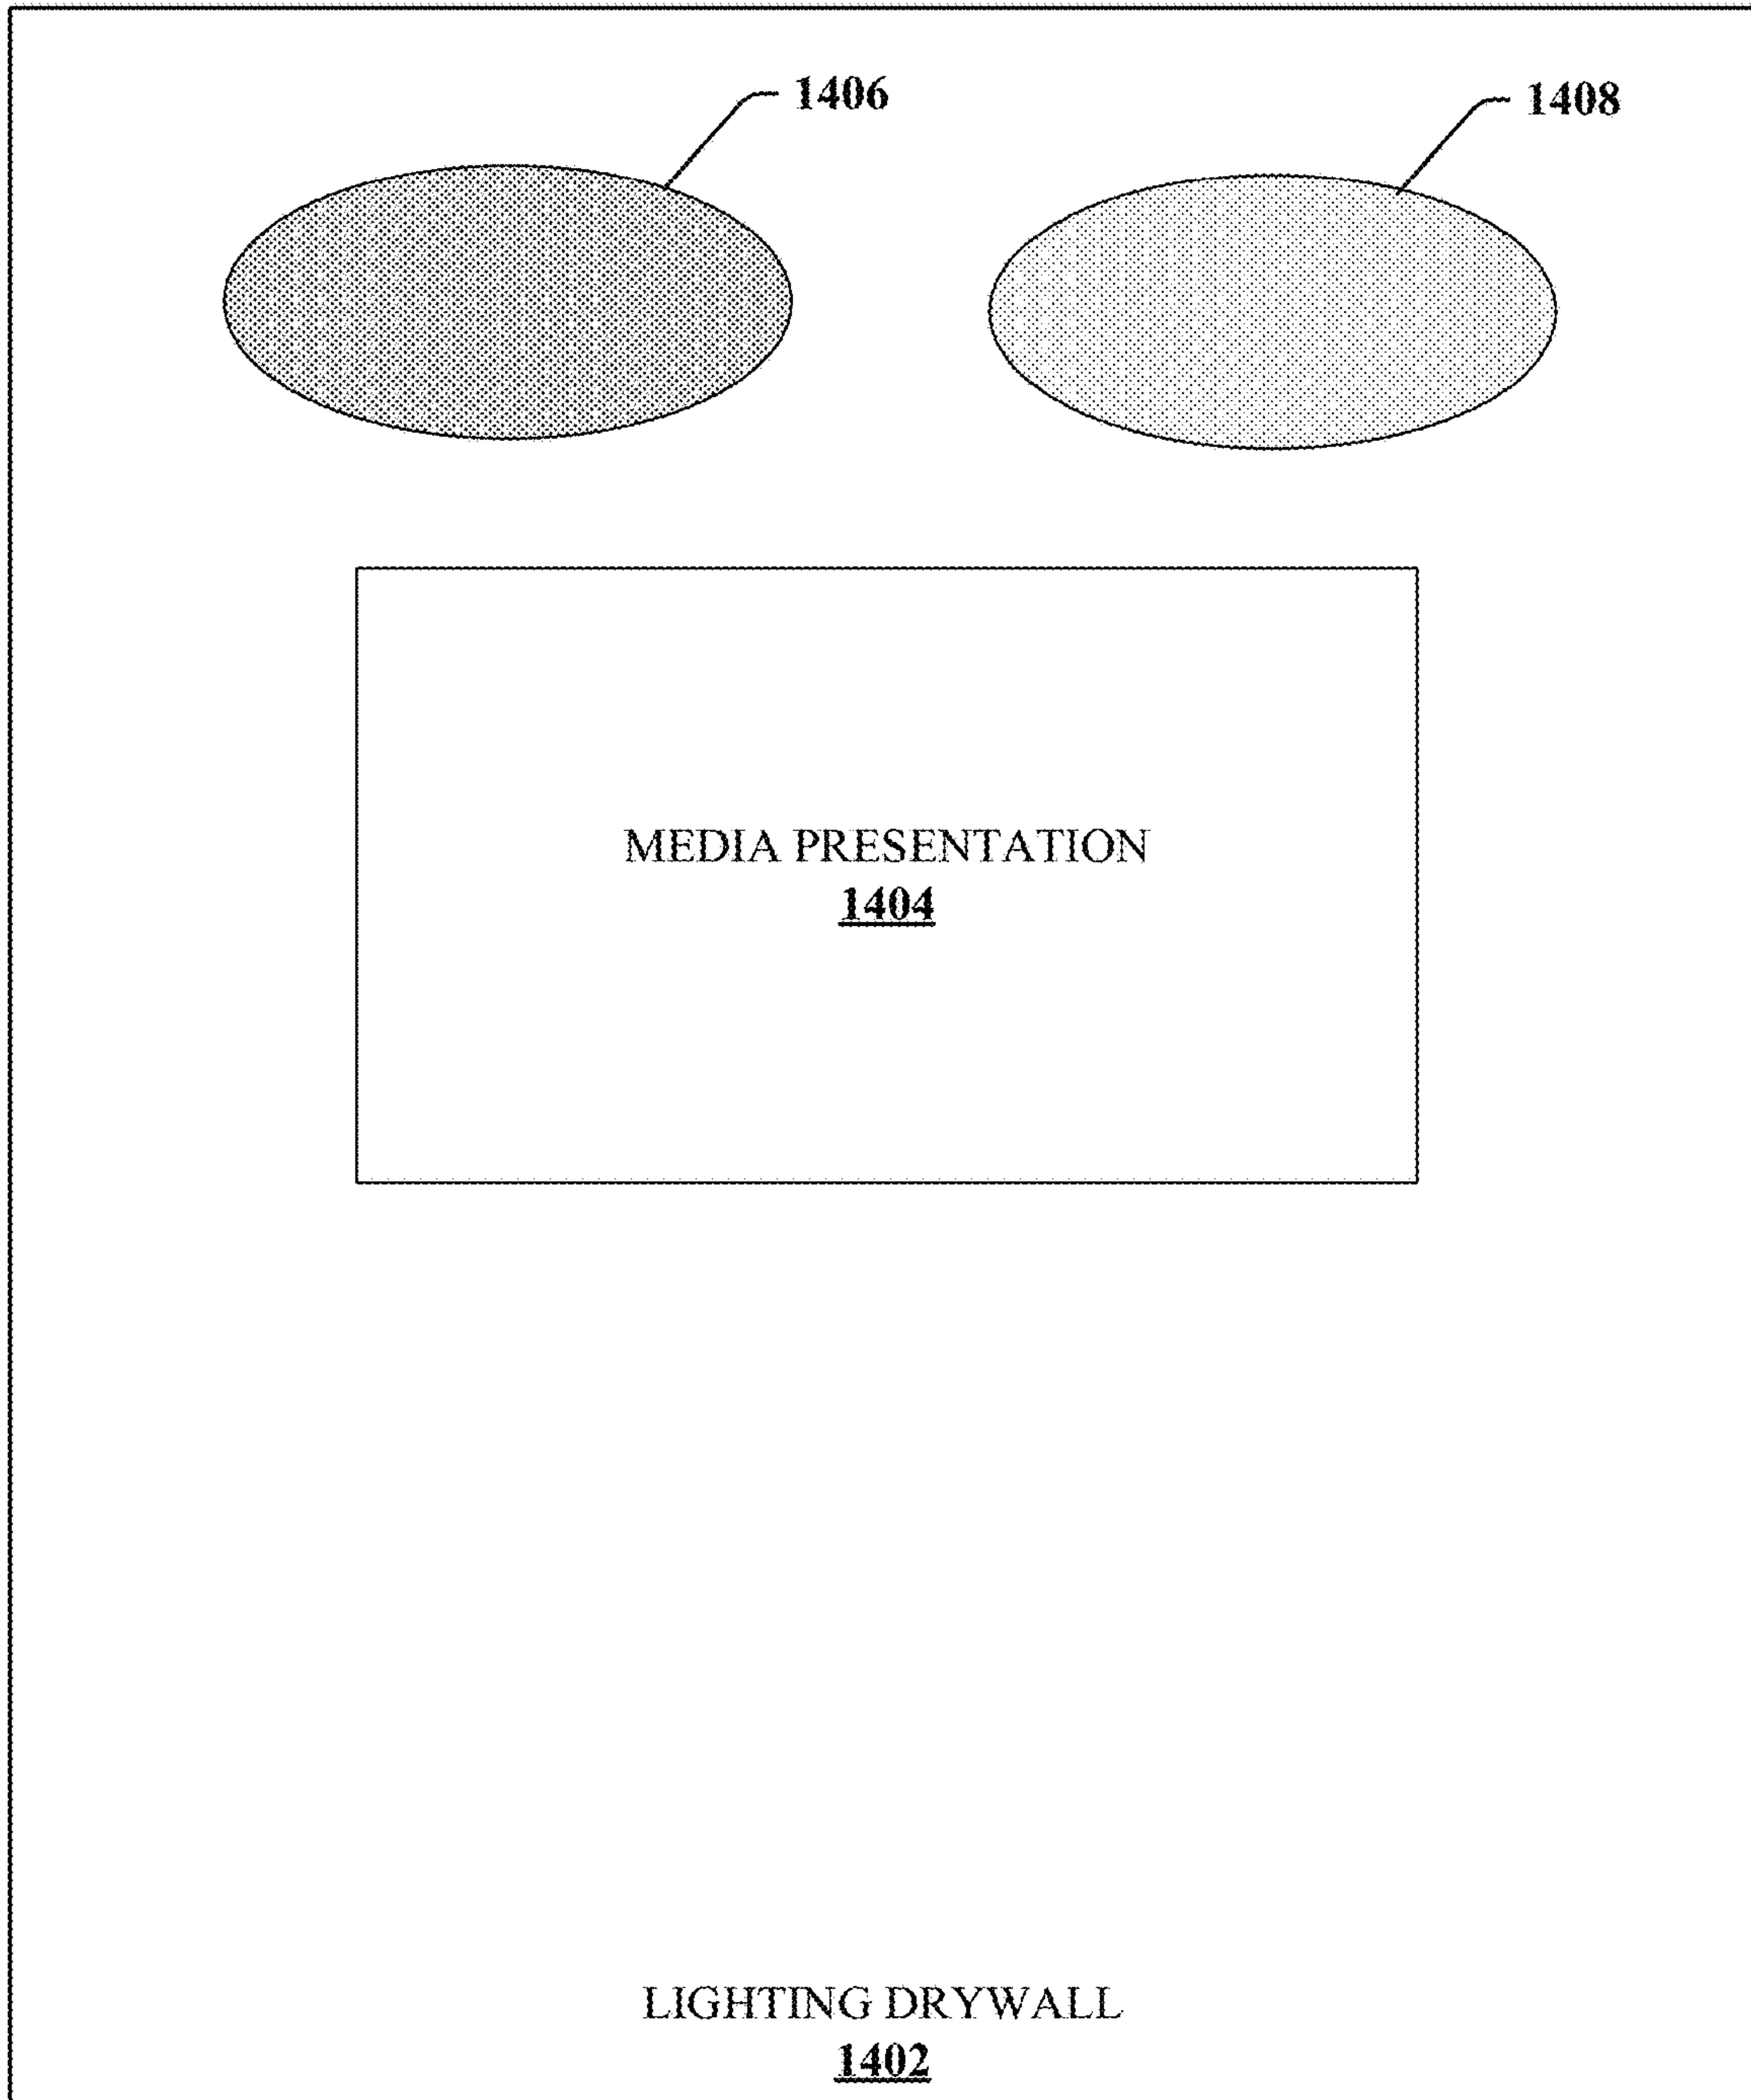 1406
1408
MEDIA PRESENTATION
1404
LIGHTING DRYWALL
1402